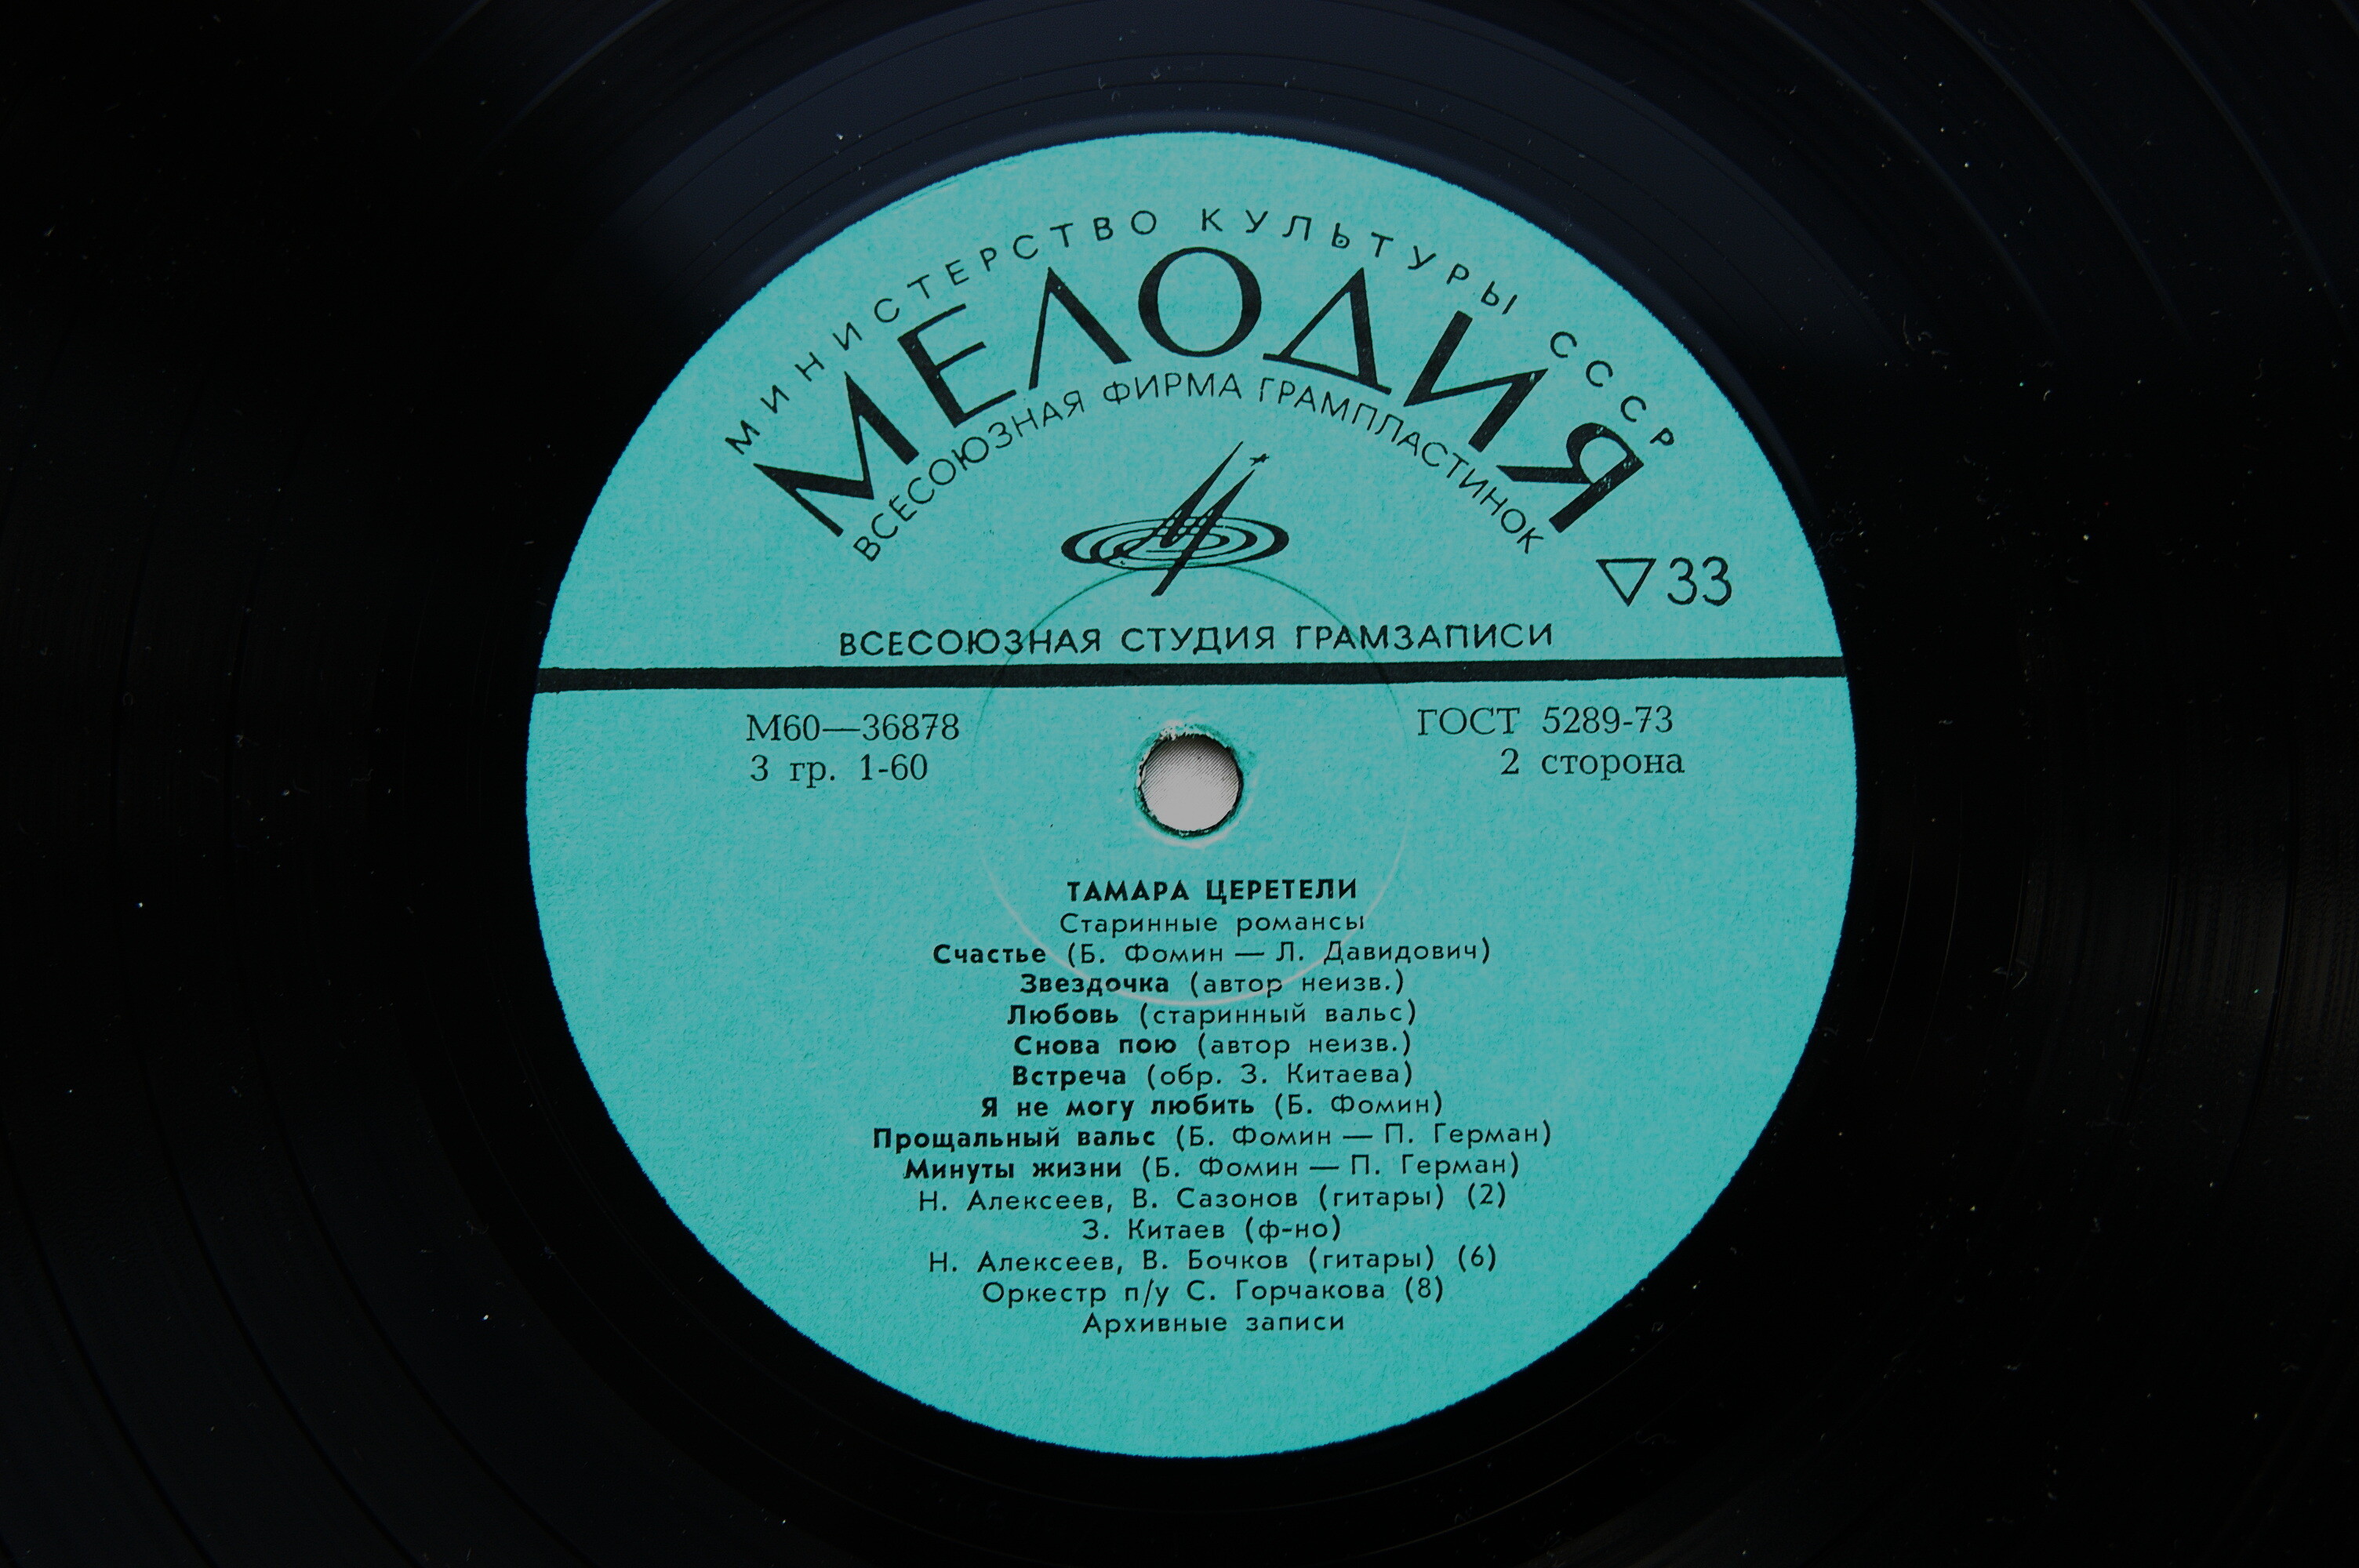 МИНИСТЕРСТВО КУЛЬТУРЫ СССР
МЕЛОДИЯ
ВСЕСОЮЗНАЯ ФИРМА ГРАМПЛАСТИНОК
▽33
ВСЕСОЮЗНАЯ СТУДИЯ ГРАМЗАПИСИ
М60—36878
ГОСТ 5289-73
3 гр. 1-60
2 сторона
ТАМАРА ЦЕРЕТЕЛИ
Старинные романсы
Счастье (Б. Фомин — Л. Давидович)
Звездочка (автор неизв.)
Любовь (старинный вальс)
Снова пою (автор неизв.)
Встреча (обр. З. Китаева)
Я не могу любить (Б. Фомин)
Прощальный вальс (Б. Фомин — П. Герман)
Минуты жизни (Б. Фомин — П. Герман)
Н. Алексеев, В. Сазонов (гитары) (2)
З. Китаев (ф-но)
Н. Алексеев, В. Бочков (гитары) (6)
Оркестр п/у С. Горчакова (8)
Архивные записи